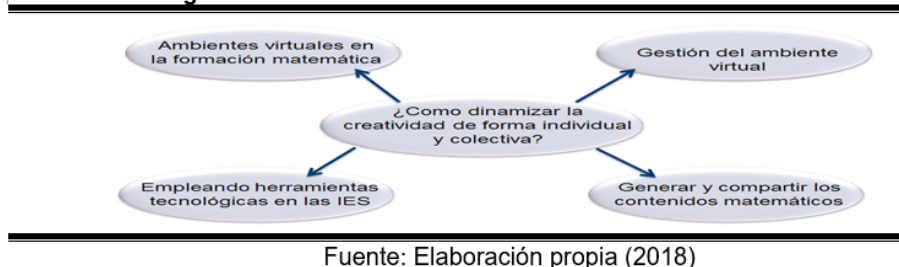 Ambientes virtuales en
la formación matemática
Gestión del ambiente
virtual
¿Como dinamizar la
creatividad de forma individual
y colectiva?
Empleando herramientas
tecnológicas en las IES
Generar y compartir los
contenidos matemáticos
Fuente: Elaboración propia (2018)